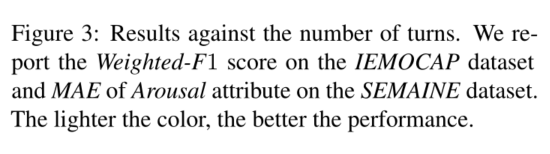 Figure 3: Results against the number of turns. We re-
port the Weighted-F1 score on the IEMOCAP dataset
and MAE of Arousal attribute on the SEMAINE dataset.
The lighter the color, the better the performance.